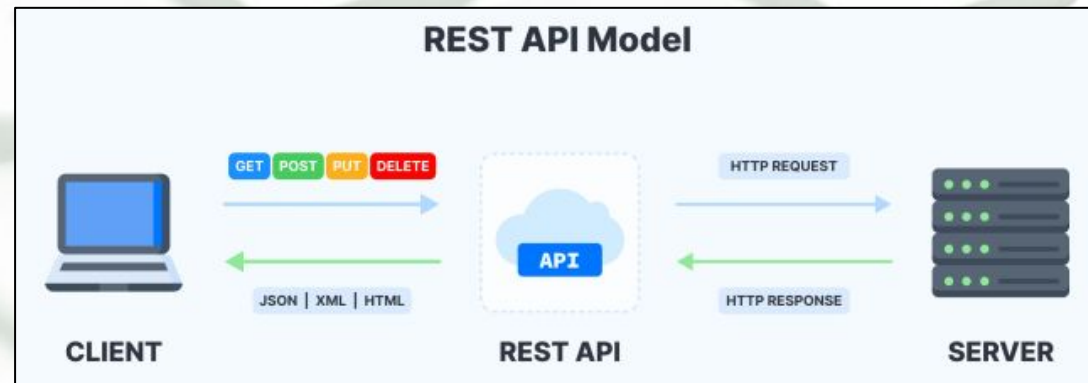 REST API Model
GET POST PUT DELETE
HTTP REQUEST
API
JSON | XML | HTML
HTTP RESPONSE
CLIENT
REST API
SERVER